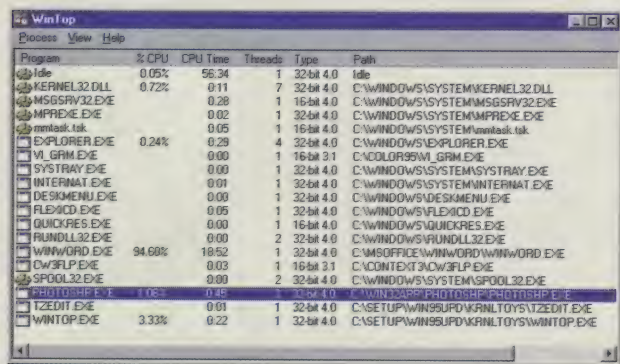 WinTop
Process View Help
Program % CPU CPU Time Threads Type Path
Idle 0.05% 56:34 1 32-bit 4.0 Idle
KERNEL32.DLL 0.72% 0:11 7 32-bit 4.0 C:\WINDOWS\SYSTEM\KERNEL32.DLL
MSGSRV32.EXE 0:28 1 16-bit 4.0 C:\WINDOWS\SYSTEM\MSGSRV32.EXE
MPREXE.EXE 0:02 1 32-bit 4.0 C:\WINDOWS\SYSTEM\MPREXE.EXE
mmtask.tsk 0:05 1 16-bit 4.0 C:\WINDOWS\SYSTEM\mmtask.tsk
EXPLORER.EXE 0.24% 0:29 4 32-bit 4.0 C:\WINDOWS\EXPLORER.EXE
VI_GRM.EXE 0:00 1 16-bit 3.1 C:\COLOR95\VI_GRM.EXE
SYSTRAY.EXE 0:00 1 32-bit 4.0 C:\WINDOWS\SYSTEM\SYSTRAY.EXE
INTERNAT.EXE 0:01 1 32-bit 4.0 C:\WINDOWS\SYSTEM\INTERNAT.EXE
DESKMENU.EXE 0:00 1 32-bit 4.0 C:\WINDOWS\DESKMENU.EXE
FLEXICD.EXE 0:05 1 32-bit 4.0 C:\WINDOWS\FLEXICD.EXE
QUICKRES.EXE 0:00 1 16-bit 4.0 C:\WINDOWS\QUICKRES.EXE
RUNDLL32.EXE 0:00 2 32-bit 4.0 C:\WINDOWS\RUNDLL32.EXE
WINWORD.EXE 94.60% 18:52 1 32-bit 4.0 C:\MSOFFICE\WINWORD\WINWORD.EXE
CW3FLP.EXE 0:03 1 16-bit 3.1 C:\CONTEXT3\CW3FLP.EXE
SPOOL32.EXE 0:00 2 32-bit 4.0 C:\WINDOWS\SYSTEM\SPOOL32.EXE
PHOTOSHP.EXE 1.06% 0:45 1 32-bit 4.0 C:\WIN32APP\PHOTOSHP\PHOTOSHP.EXE
TZEDIT.EXE 0:01 1 32-bit 4.0 C:\SETUP\WIN95UPD\KRNLTOYS\TZEDIT.EXE
WINTOP.EXE 3.33% 0:22 1 32-bit 4.0 C:\SETUP\WIN95UPD\KRNLTOYS\WINTOP.EXE